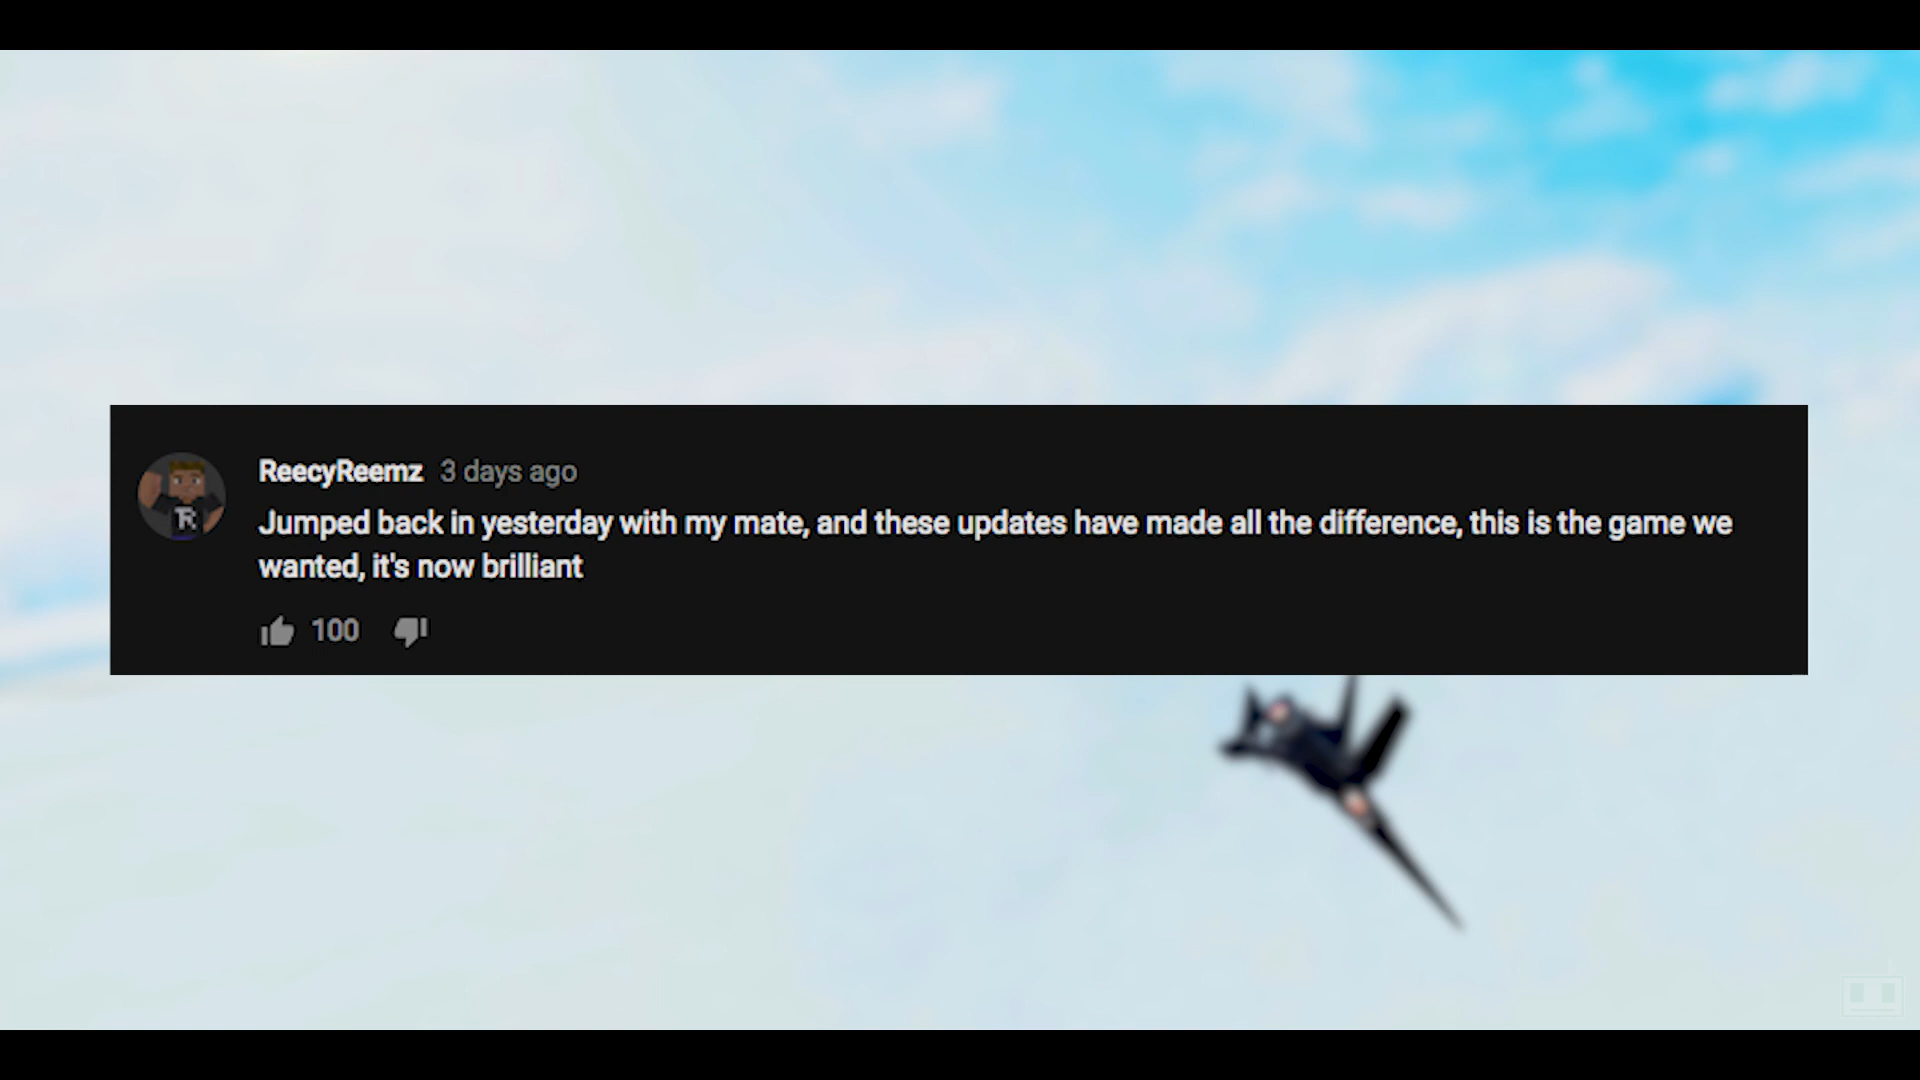 ReecyReemz 3 days ago
Jumped back in yesterday with my mate, and these updates have made all the difference, this is the game we
wanted, it's now brilliant
100
TR